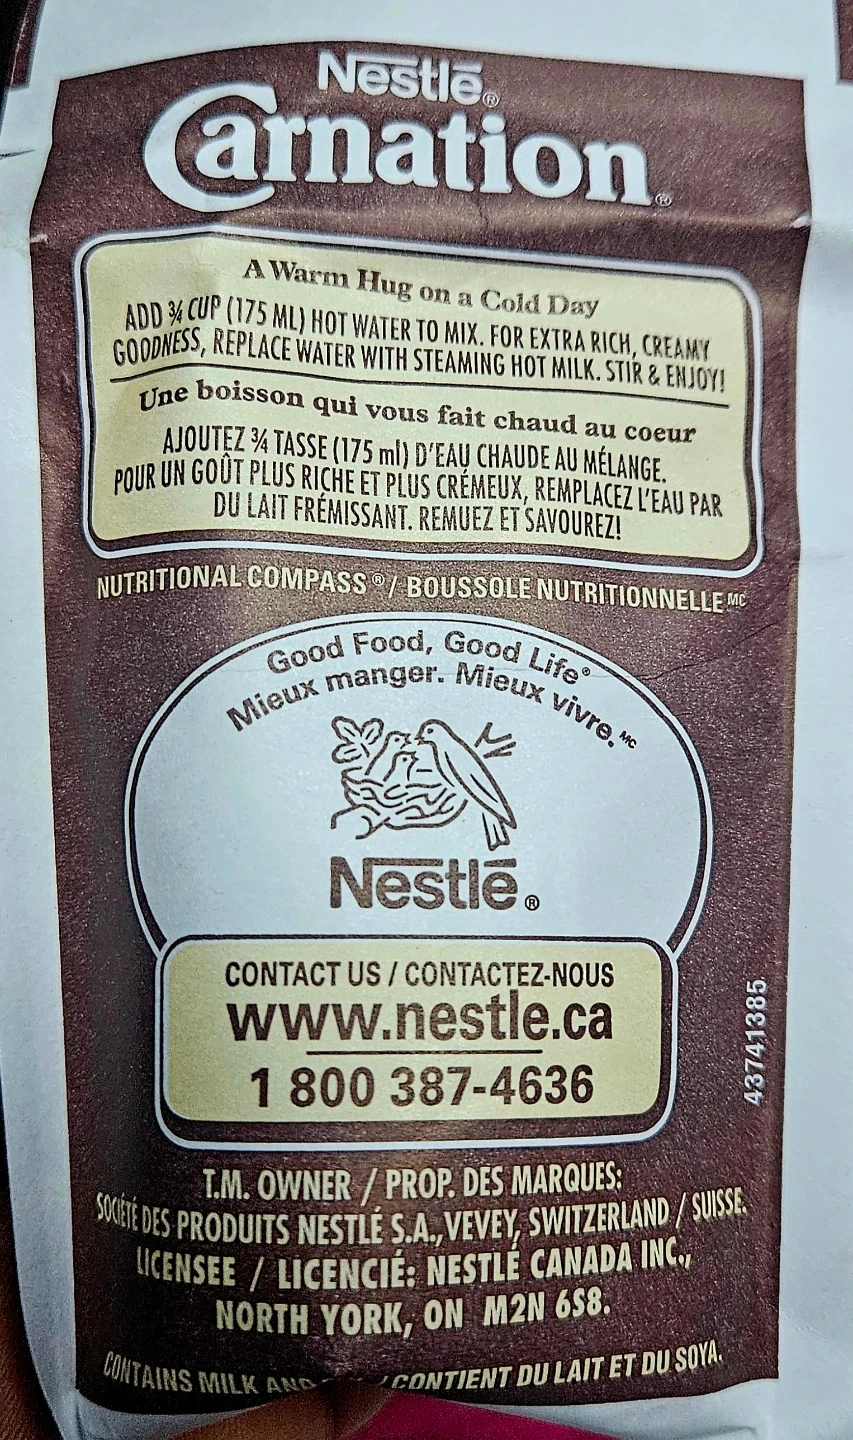 Nestlé®
Carnation®
A Warm Hug on a Cold Day
ADD ¾ CUP (175 ML) HOT WATER TO MIX. FOR EXTRA RICH, CREAMY
GOODNESS, REPLACE WATER WITH STEAMING HOT MILK. STIR & ENJOY!
Une boisson qui vous fait chaud au coeur
AJOUTEZ ¾ TASSE (175 ml) D'EAU CHAUDE AU MÉLANGE.
POUR UN GOÛT PLUS RICHE ET PLUS CRÉMEUX, REMPLACEZ L'EAU PAR
DU LAIT FRÉMISSANT. REMUEZ ET SAVOUREZ!
NUTRITIONAL COMPASS® / BOUSSOLE NUTRITIONNELLE MC
Good Food, Good Life®
Mieux manger. Mieux vivre. MC
Nestlé®
CONTACT US / CONTACTEZ-NOUS
www.nestle.ca
1 800 387-4636
43741385
T.M. OWNER / PROP. DES MARQUES:
SOCIÉTÉ DES PRODUITS NESTLÉ S.A., VEVEY, SWITZERLAND / SUISSE.
LICENSEE / LICENCIÉ: NESTLÉ CANADA INC.,
NORTH YORK, ON M2N 6S8.
CONTAINS MILK AND / CONTIENT DU LAIT ET DU SOYA.